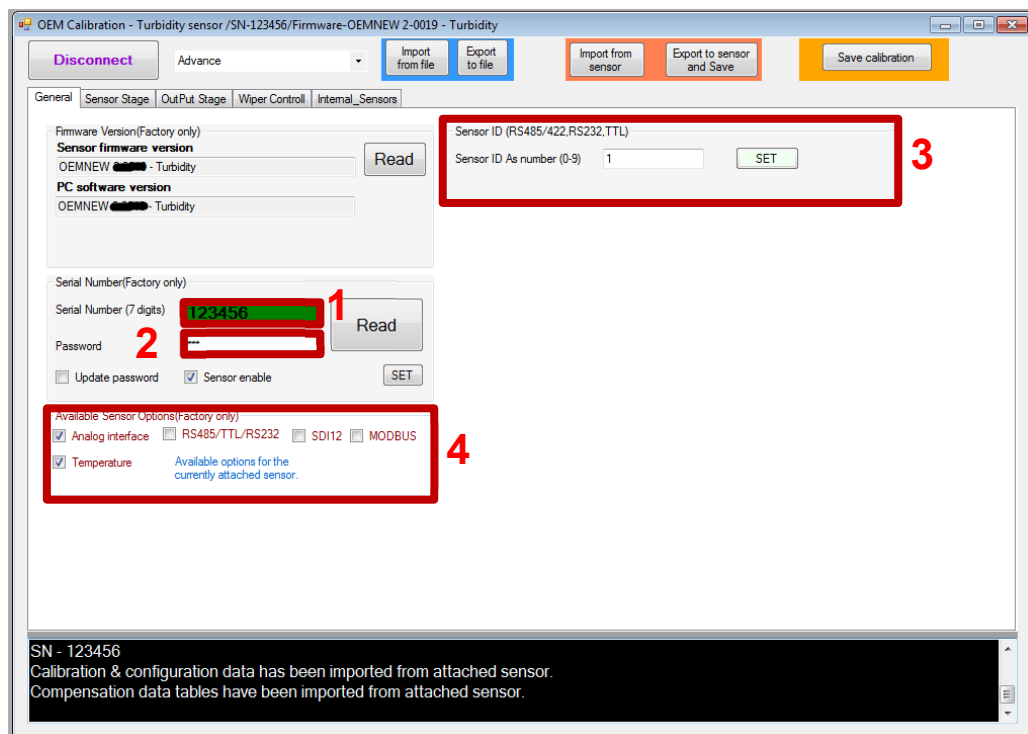 OEM Calibration - Turbidity sensor /SN-123456/Firmware-OEMNEW 2-0019 - Turbidity
Disconnect
Advance
Import from file
Export to file
Import from sensor
Export to sensor and Save
Save calibration
General
Sensor Stage
OutPut Stage
Wiper Controll
Internal_Sensors
Firmware Version(Factory only)
Sensor firmware version
OEMNEW - Turbidity
Read
PC software version
OEMNEW - Turbidity
Sensor ID (RS485/422,RS232,TTL)
Sensor ID As number (0-9)
1
SET
3
Serial Number(Factory only)
Serial Number (7 digits)
123456
1
Read
Password
2
***
Update password
Sensor enable
SET
Available Sensor Options(Factory only)
Analog interface
RS485/TTL/RS232
SDI12
MODBUS
4
Temperature
Available options for the
currently attached sensor.
SN - 123456
Calibration & configuration data has been imported from attached sensor.
Compensation data tables have been imported from attached sensor.